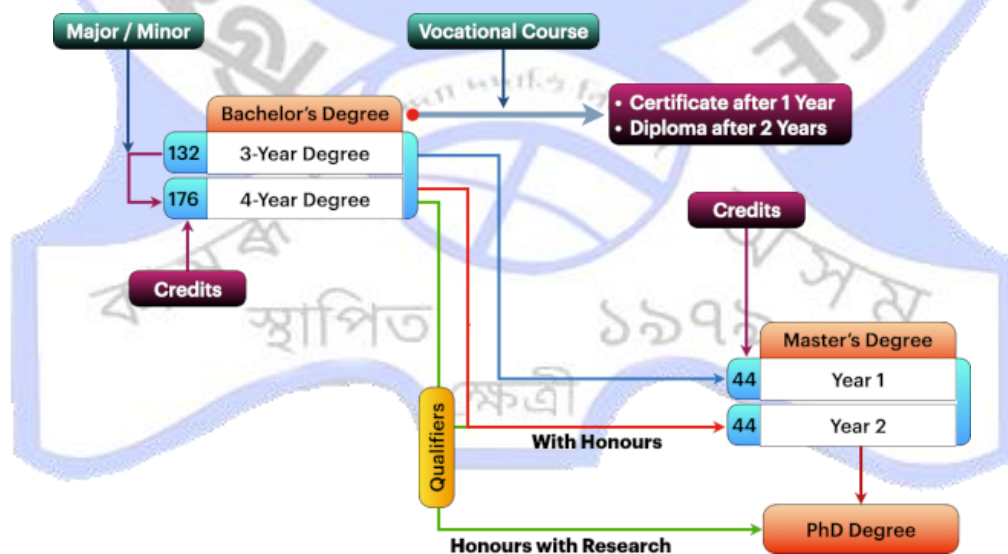 Major / Minor
Vocational Course
Bachelor's Degree
• Certificate after 1 Year
• Diploma after 2 Years
132
3-Year Degree
176
4-Year Degree
Credits
Credits
স্থাপিত
১৯৭৯
Master's Degree
44
Year 1
44
Year 2
Qualifiers
With Honours
PhD Degree
Honours with Research